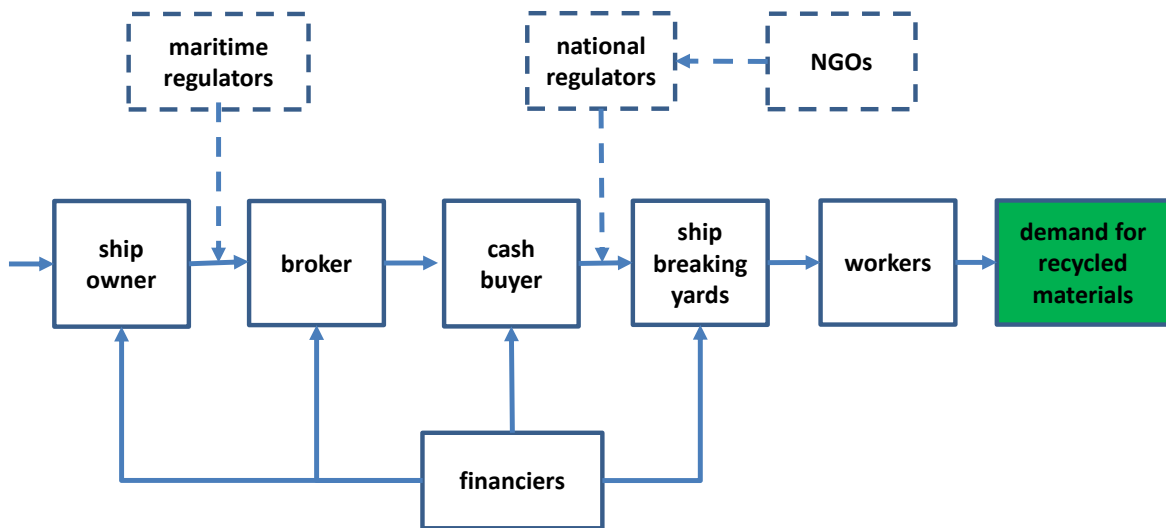 maritime
regulators
national
regulators
NGOs
ship
owner
broker
cash
buyer
ship
breaking
yards
workers
demand for
recycled
materials
financiers